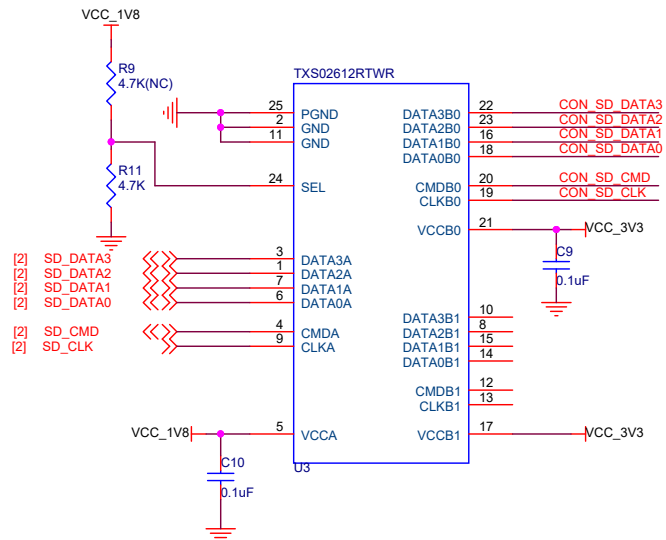 VCC_1V8
R9
4.7K(NC)
R11
4.7K
TXS02612RTWR
25 PGND
2 GND
11 GND
24 SEL
[2] SD_DATA3 3 DATA3A
[2] SD_DATA2 1 DATA2A
[2] SD_DATA1 7 DATA1A
[2] SD_DATA0 6 DATA0A
[2] SD_CMD 4 CMDA
[2] SD_CLK 9 CLKA
VCC_1V8 5 VCCA
C10
0.1uF
U3
DATA3B0 22 CON_SD_DATA3
DATA2B0 23 CON_SD_DATA2
DATA1B0 16 CON_SD_DATA1
DATA0B0 18 CON_SD_DATA0
CMDB0 20 CON_SD_CMD
CLKB0 19 CON_SD_CLK
VCCB0 21 VCC_3V3
C9
0.1uF
DATA3B1 10
DATA2B1 8
DATA1B1 15
DATA0B1 14
CMDB1 12
CLKB1 13
VCCB1 17 VCC_3V3